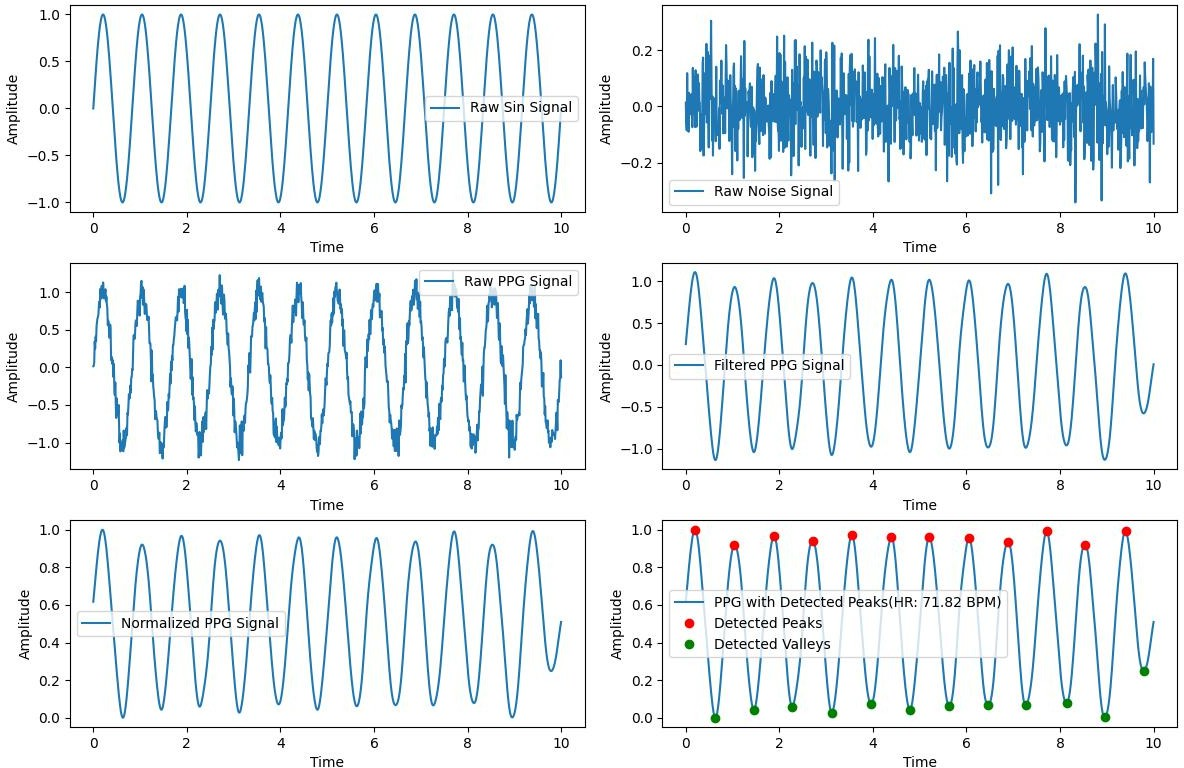 1.0
0.5
0.0
−0.5
−1.0
Amplitude
Raw Sin Signal
0 2 4 6 8 10
Time
0.2
0.0
−0.2
Amplitude
Raw Noise Signal
0 2 4 6 8 10
Time
1.0
0.5
0.0
−0.5
−1.0
Amplitude
Raw PPG Signal
0 2 4 6 8 10
Time
1.0
0.5
0.0
−0.5
−1.0
Amplitude
Filtered PPG Signal
0 2 4 6 8 10
Time
1.0
0.8
0.6
0.4
0.2
0.0
Amplitude
Normalized PPG Signal
0 2 4 6 8 10
Time
1.0
0.8
0.6
0.4
0.2
0.0
Amplitude
PPG with Detected Peaks(HR: 71.82 BPM)
Detected Peaks
Detected Valleys
0 2 4 6 8 10
Time